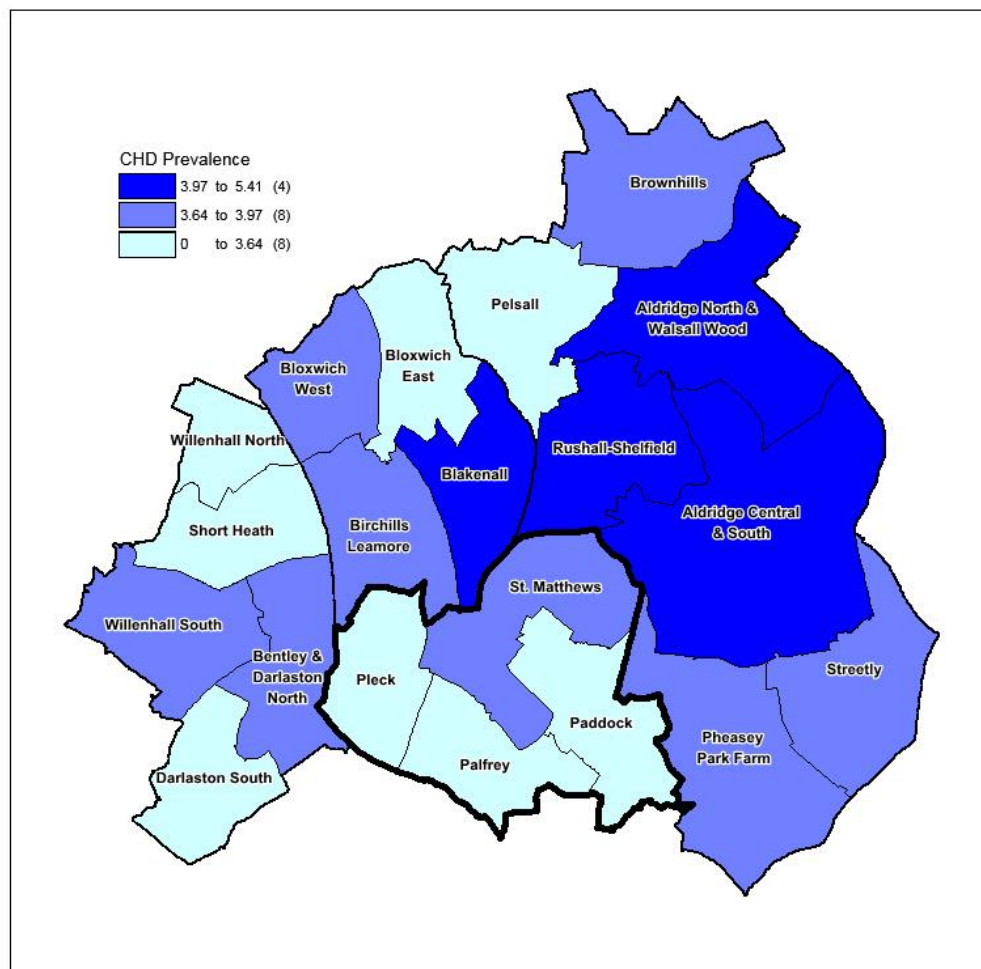 CHD Prevalence
3.97 to 5.41 (4)
3.64 to 3.97 (8)
0 to 3.64 (8)
Brownhills
Aldridge North &
Walsall Wood
Pelsall
Bloxwich
East
Bloxwich
West
Willenhall North
Rushall-Shelfield
Blakenall
Aldridge Central
& South
Short Heath
Birchills
Leamore
St. Matthews
Willenhall South
Bentley &
Darlaston
North
Pleck
Streetly
Paddock
Pheasey
Park Farm
Palfrey
Darlaston South